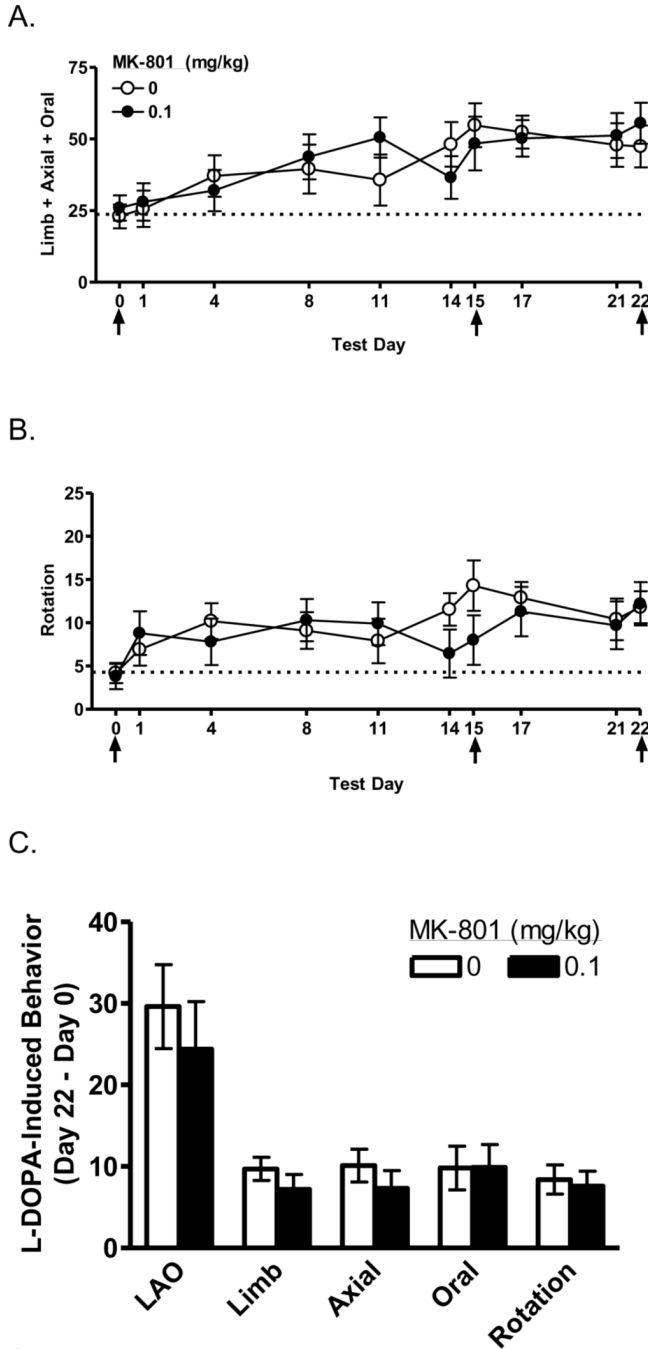 A.
MK-801 (mg/kg)
0
0.1
Limb + Axial + Oral
75
50
25
0
0 1 4 8 11 14 15 17 21 22
Test Day
B.
Rotation
25
20
15
10
5
0
0 1 4 8 11 14 15 17 21 22
Test Day
C.
L-DOPA-Induced Behavior
(Day 22 - Day 0)
40
30
20
10
0
MK-801 (mg/kg)
0 0.1
LAO Limb Axial Oral Rotation